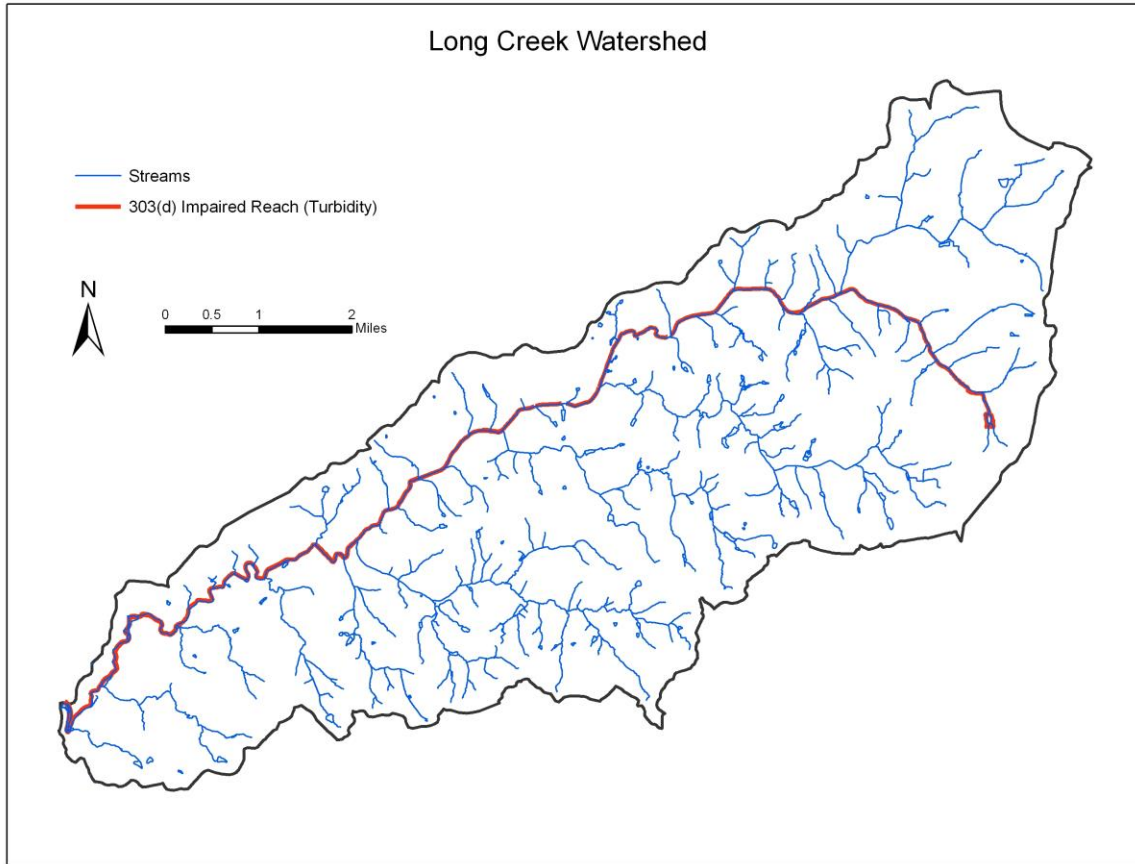 Long Creek Watershed
Streams
303(d) Impaired Reach (Turbidity)
N
0 0.5 1 2
Miles